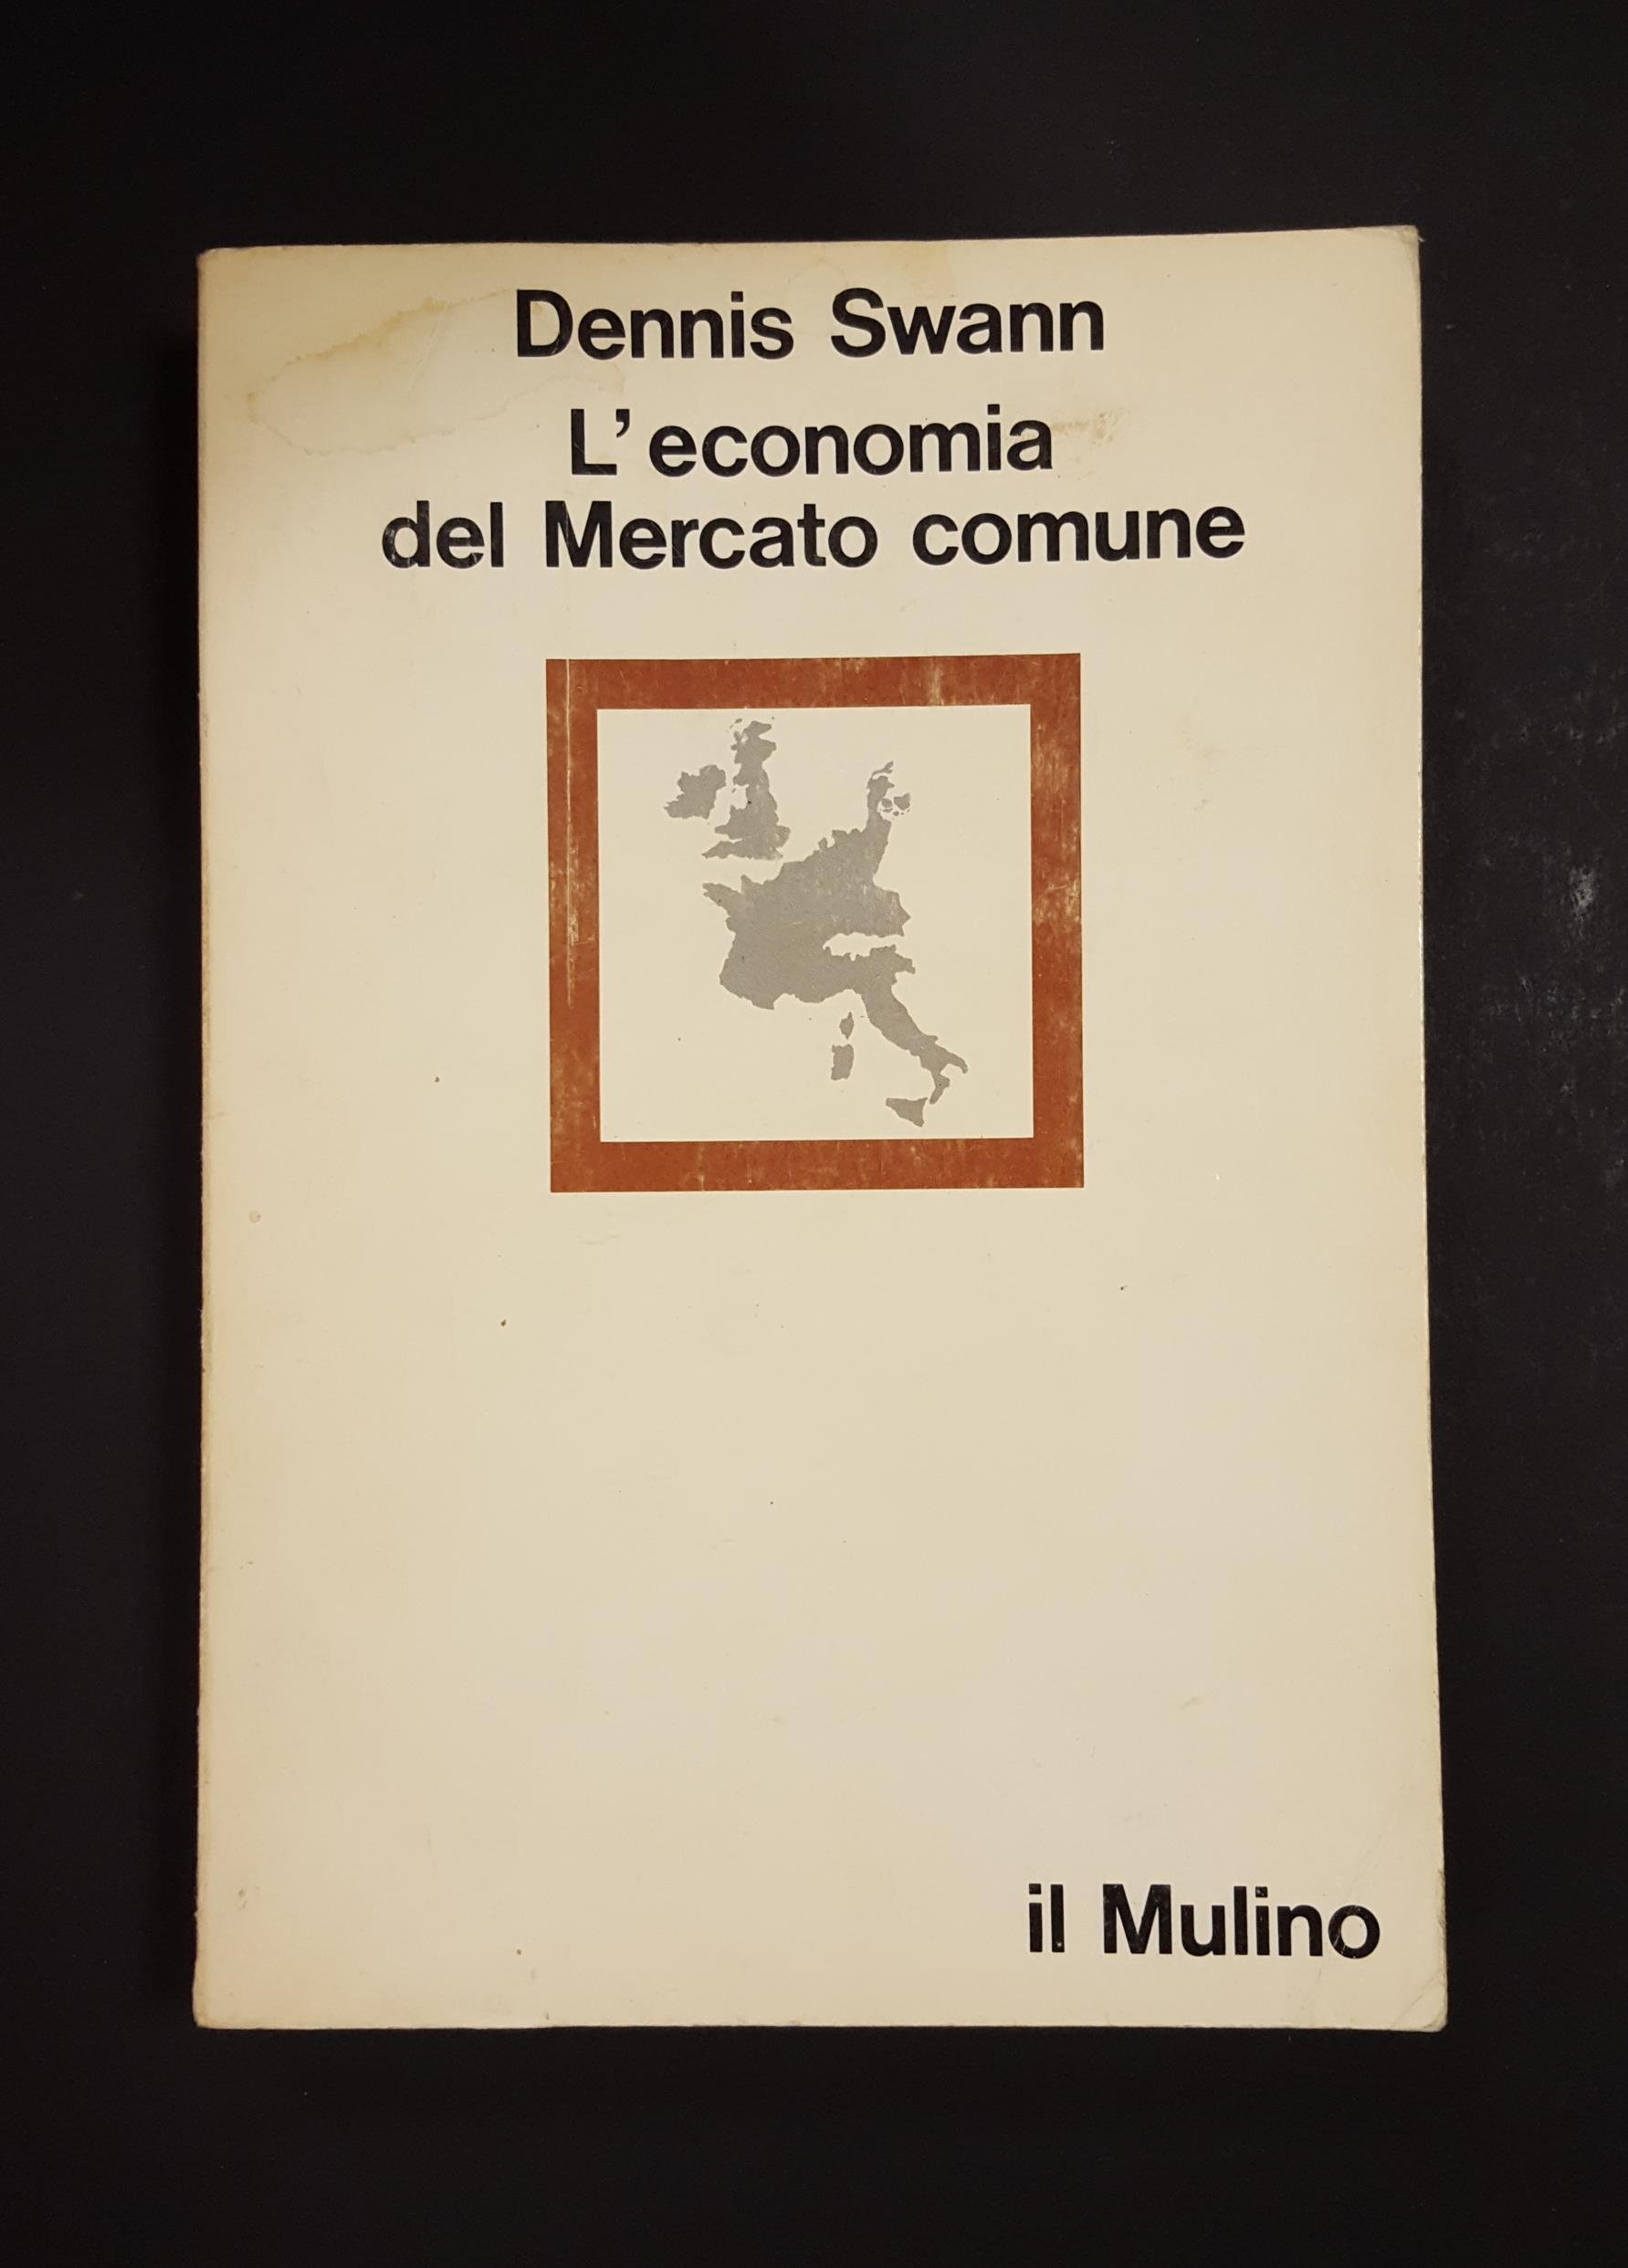 Dennis Swann
L'economia
del Mercato comune
il Mulino